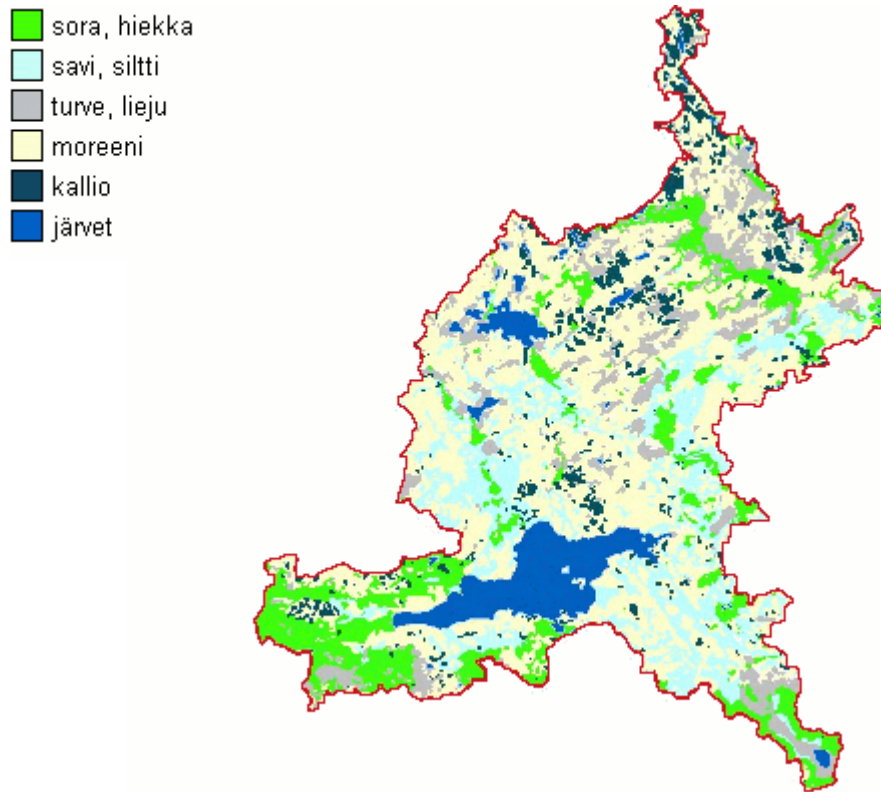 sora, hiekka
savi, siltti
turve, lieju
moreeni
kallio
järvet